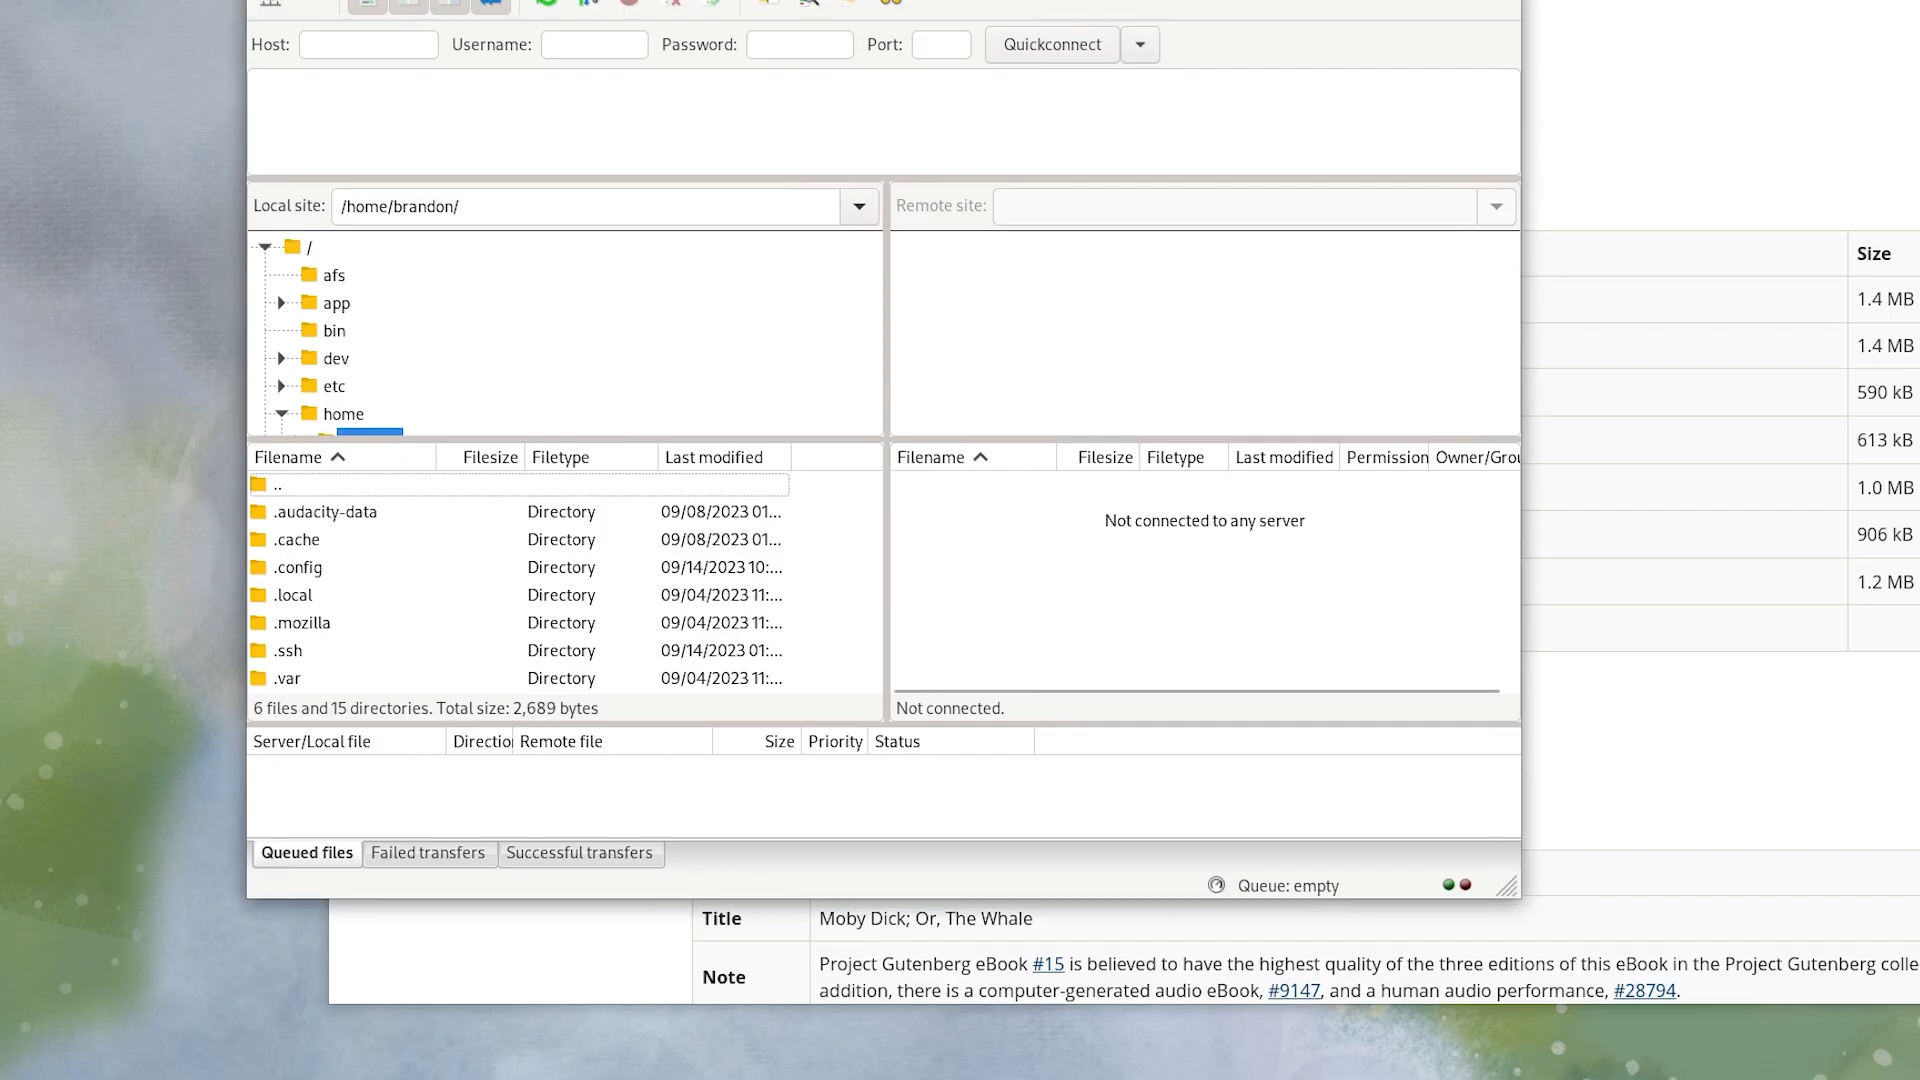 Host: Username: Password: Port: Quickconnect
Local site: /home/brandon/
Remote site:
/
afs
app
bin
dev
etc
home
Filename Filesize Filetype Last modified
..
.audacity-data Directory 09/08/2023 01...
.cache Directory 09/08/2023 01...
.config Directory 09/14/2023 10:...
.local Directory 09/04/2023 11:...
.mozilla Directory 09/04/2023 11:...
.ssh Directory 09/14/2023 01:...
.var Directory 09/04/2023 11:...
6 files and 15 directories. Total size: 2,689 bytes
Filename Filesize Filetype Last modified Permission Owner/Grou
Not connected to any server
Not connected.
Server/Local file Directio Remote file Size Priority Status
Queued files Failed transfers Successful transfers
Queue: empty
Size
1.4 MB
1.4 MB
590 kB
613 kB
1.0 MB
906 kB
1.2 MB
Title Moby Dick; Or, The Whale
Note Project Gutenberg eBook #15 is believed to have the highest quality of the three editions of this eBook in the Project Gutenberg colle
addition, there is a computer-generated audio eBook, #9147, and a human audio performance, #28794.